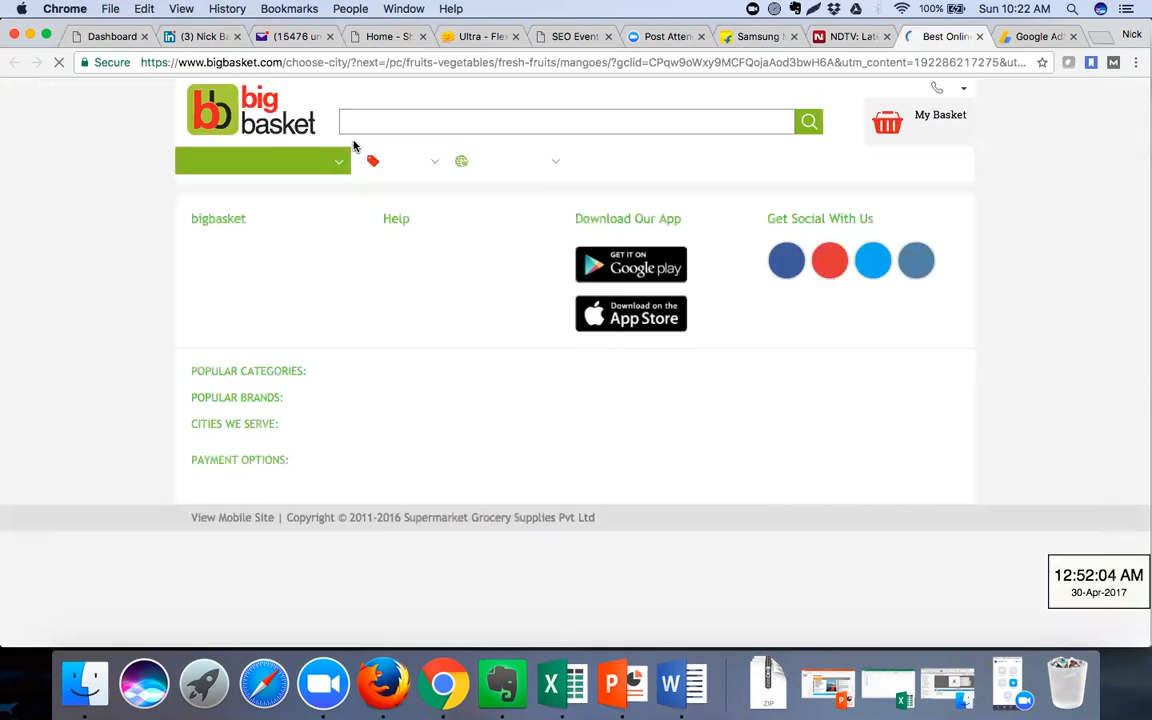 Chrome File Edit View History Bookmarks People Window Help 100% Sun 10:22 AM
Dashboard (3) Nick Ba (15476 un Home - Sh Ultra - Fle SEO Event Post Atten Samsung NDTV: Late Best Onlin Google Ad Nick
Secure https://www.bigbasket.com/choose-city/?next=/pc/fruits-vegetables/fresh-fruits/mangoes/?gclid=CPqw9oWxy9MCFQojaAod3bwH6A&utm_content=192286217275&ut...
bb big
basket
My Basket
bigbasket Help Download Our App Get Social With Us
GET IT ON
Google play
Download on the
App Store
POPULAR CATEGORIES:
POPULAR BRANDS:
CITIES WE SERVE:
PAYMENT OPTIONS:
View Mobile Site | Copyright © 2011-2016 Supermarket Grocery Supplies Pvt Ltd
12:52:04 AM
30-Apr-2017
X P W ZIP